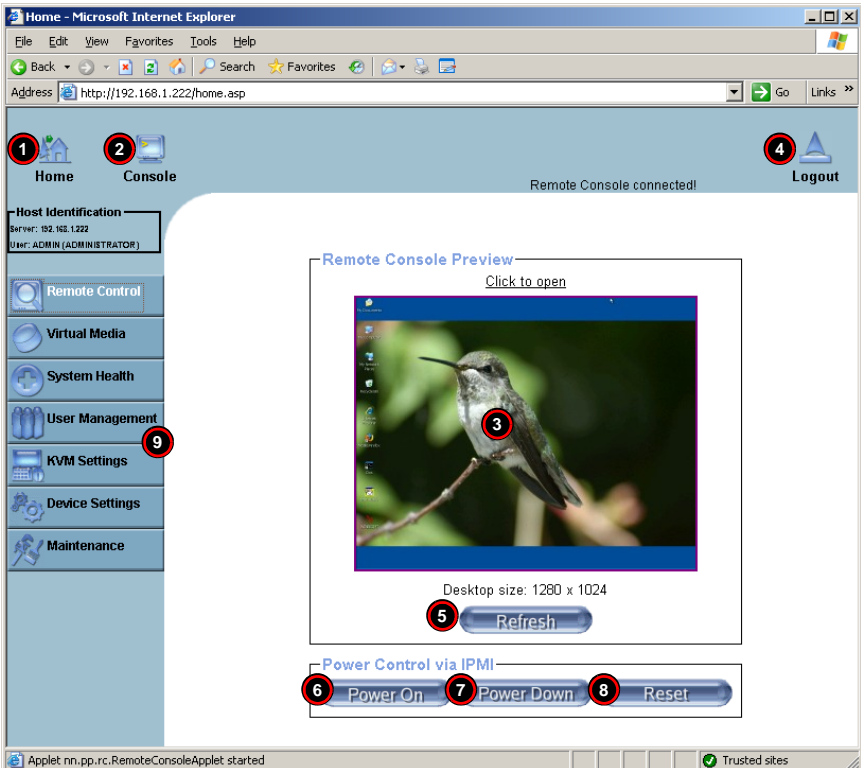 Home - Microsoft Internet Explorer
File Edit View Favorites Tools Help
Back Search Favorites
Address http://192.168.1.222/home.asp Go Links »
1 2 4
Home Console Logout
Remote Console connected!
Host Identification
Server: 192.168.1.222
User: ADMIN (ADMINISTRATOR)
Remote Control
Virtual Media
System Health
User Management
9
KVM Settings
Device Settings
Maintenance
Remote Console Preview
Click to open
3
Desktop size: 1280 x 1024
5 Refresh
Power Control via IPMI
6 Power On 7 Power Down 8 Reset
Applet nn.pp.rc.RemoteConsoleApplet started Trusted sites